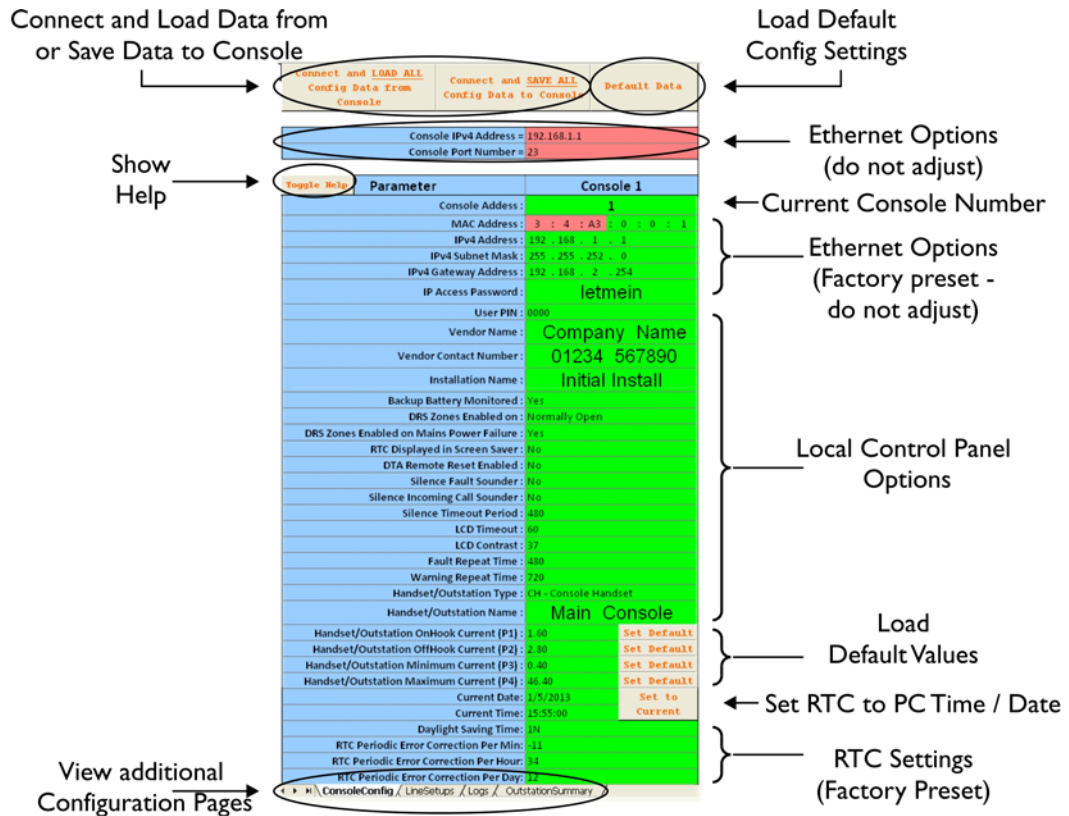 Connect and Load Data from
or Save Data to Console
Load Default
Config Settings
Connect and LOAD ALL
Config Data from
Console
Connect and SAVE ALL
Config Data to Console
Default Data
Console IPv4 Address = 192.168.1.1
Console Port Number = 23
Ethernet Options
(do not adjust)
Show
Help
Toggle Help Parameter Console 1
Console Addess : 1
Current Console Number
MAC Address : 3 : 4 : A3 : 0 : 0 : 1
IPv4 Address : 192 . 168 . 1 . 1
IPv4 Subnet Mask : 255 . 255 . 252 . 0
IPv4 Gateway Address : 192 . 168 . 2 . 254
IP Access Password : letmein
Ethernet Options
(Factory preset -
do not adjust)
User PIN : 0000
Vendor Name : Company Name
Vendor Contact Number : 01234 567890
Installation Name : Initial Install
Backup Battery Monitored : Yes
DRS Zones Enabled on : Normally Open
DRS Zones Enabled on Mains Power Failure : Yes
RTC Displayed in Screen Saver : No
DTA Remote Reset Enabled : No
Silence Fault Sounder : No
Silence Incoming Call Sounder : No
Silence Timeout Period : 480
LCD Timeout : 60
LCD Contrast : 37
Fault Repeat Time : 480
Warning Repeat Time : 720
Handset/Outstation Type : CH - Console Handset
Handset/Outstation Name : Main Console
Local Control Panel
Options
Handset/Outstation OnHook Current (P1) : 1.60 Set Default
Handset/Outstation OffHook Current (P2) : 2.80 Set Default
Handset/Outstation Minimum Current (P3) : 0.40 Set Default
Handset/Outstation Maximum Current (P4) : 46.40 Set Default
Load
Default Values
Current Date: 1/5/2013
Current Time: 15:55:00
Set to
Current
Set RTC to PC Time / Date
Daylight Saving Time: 1N
RTC Periodic Error Correction Per Min: -11
RTC Periodic Error Correction Per Hour: 34
RTC Periodic Error Correction Per Day: 12
RTC Settings
(Factory Preset)
View additional
Configuration Pages
ConsoleConfig / LineSetups / Logs / OutstationSummary